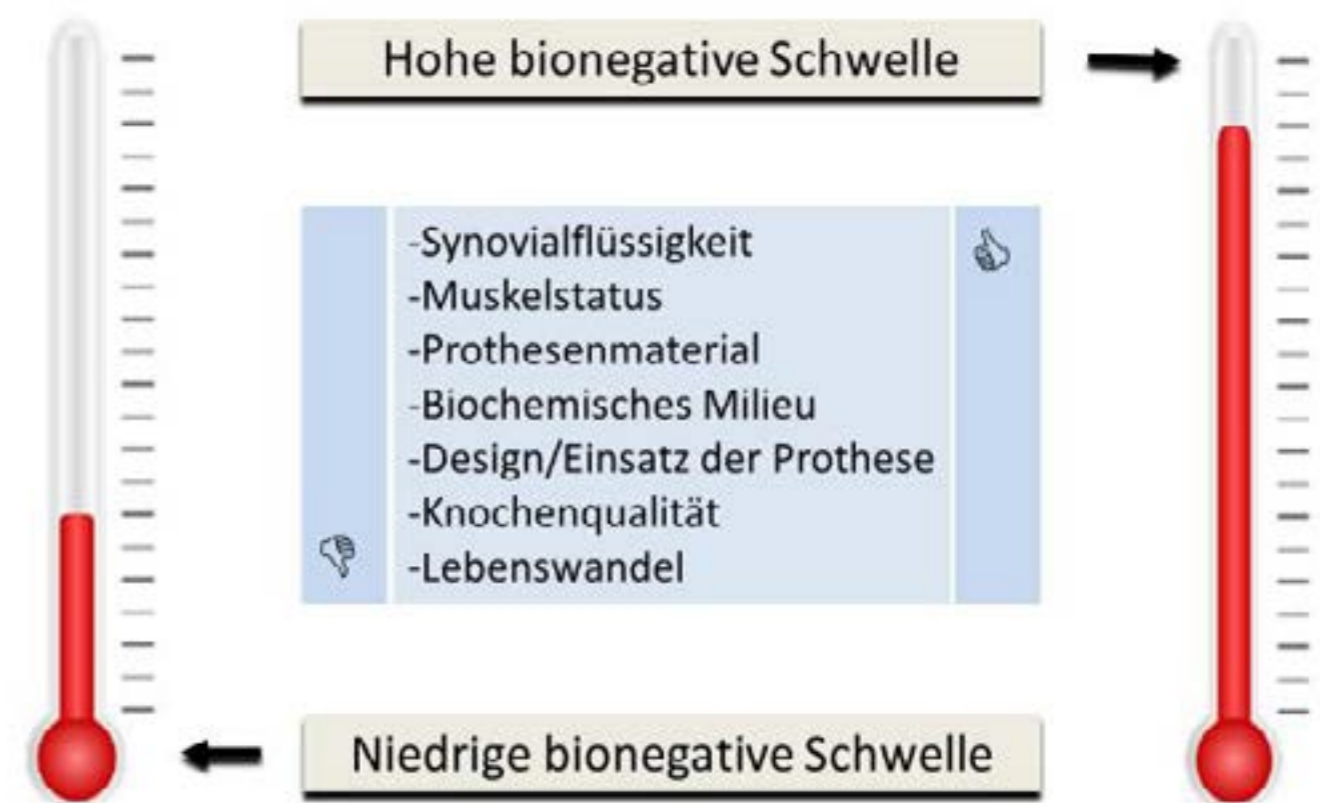 Hohe bionegative Schwelle
-Synovialflüssigkeit
-Muskelstatus
-Prothesenmaterial
-Biochemisches Milieu
-Design/Einsatz der Prothese
-Knochenqualität
-Lebenswandel
Niedrige bionegative Schwelle